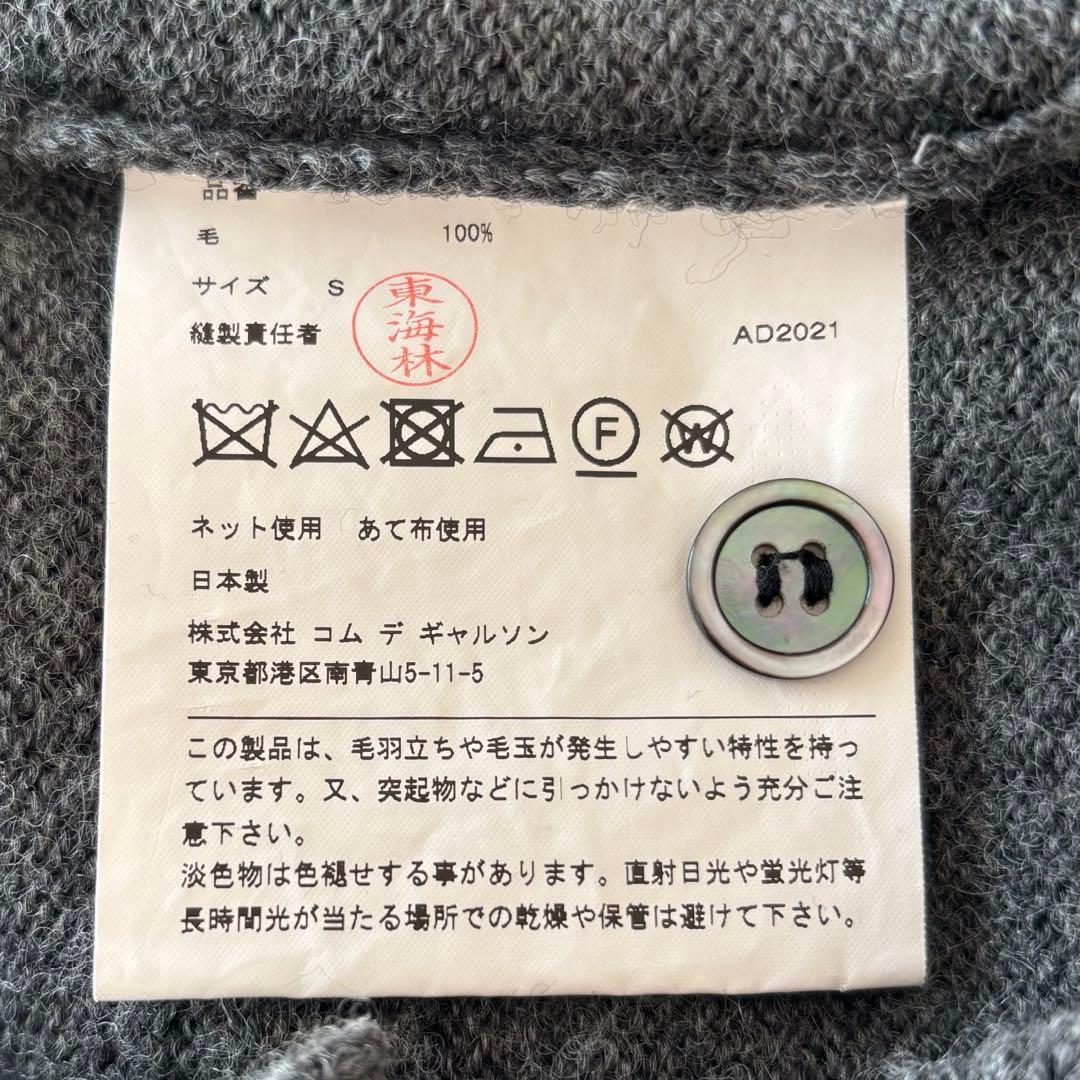 品番
毛 100%
サイズ S
東海林
縫製責任者 AD2021
F W
ネット使用 あて布使用
日本製
株式会社 コム デ ギャルソン
東京都港区南青山5-11-5
この製品は、毛羽立ちや毛玉が発生しやすい特性を持っ
ています。又、突起物などに引っかけないよう充分ご注
意下さい。
淡色物は色褪せする事があります。直射日光や蛍光灯等
長時間光が当たる場所での乾燥や保管は避けて下さい。